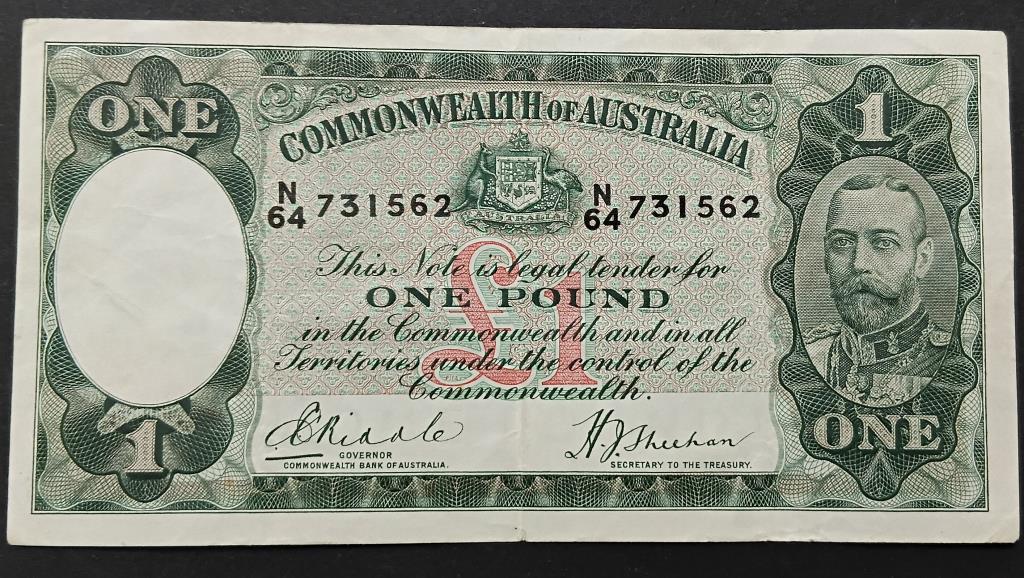 ONE
1
COMMONWEALTH OF AUSTRALIA
AUSTRALIA
N
64 731562
N
64 731562
This Note is legal tender for
£1
ONE POUND
in the Commonwealth and in all
Territories under the control of the
Commonwealth.
E Riddle
H.J. Sheehan
GOVERNOR
COMMONWEALTH BANK OF AUSTRALIA.
SECRETARY TO THE TREASURY.
1
ONE